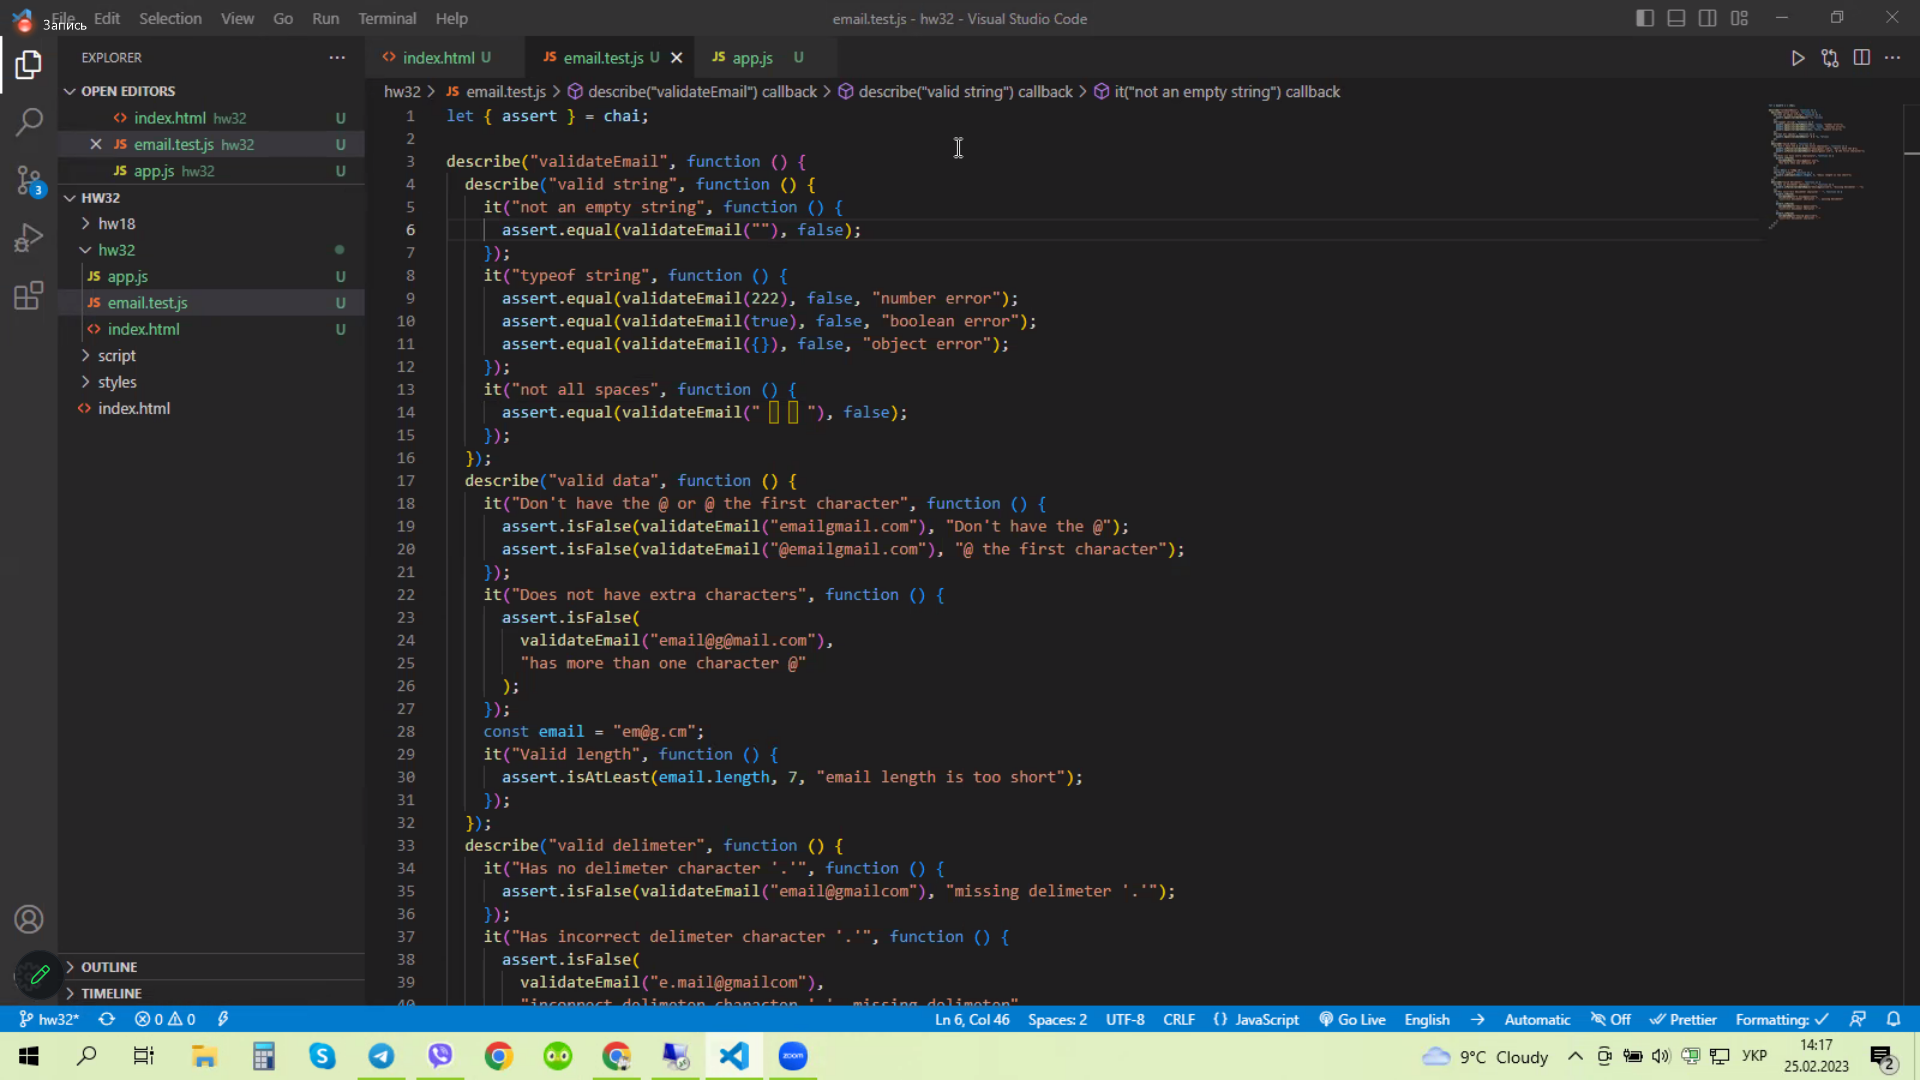 File Edit Selection View Go Run Terminal Help
Запись
email.test.js - hw32 - Visual Studio Code
EXPLORER
OPEN EDITORS
index.html hw32 U
email.test.js hw32 U
app.js hw32 U
HW32
hw18
hw32
app.js U
email.test.js U
index.html U
script
styles
index.html
OUTLINE
TIMELINE
3
index.html U
email.test.js U
app.js U
hw32 > email.test.js > describe("validateEmail") callback > describe("valid string") callback > it("not an empty string") callback
1 let { assert } = chai;
2
3 describe("validateEmail", function () {
4 describe("valid string", function () {
5 it("not an empty string", function () {
6 assert.equal(validateEmail(""), false);
7 });
8 it("typeof string", function () {
9 assert.equal(validateEmail(222), false, "number error");
10 assert.equal(validateEmail(true), false, "boolean error");
11 assert.equal(validateEmail({}), false, "object error");
12 });
13 it("not all spaces", function () {
14 assert.equal(validateEmail(" "), false);
15 });
16 });
17 describe("valid data", function () {
18 it("Don't have the @ or @ the first character", function () {
19 assert.isFalse(validateEmail("emailgmail.com"), "Don't have the @");
20 assert.isFalse(validateEmail("@emailgmail.com"), "@ the first character");
21 });
22 it("Does not have extra characters", function () {
23 assert.isFalse(
24 validateEmail("email@g@mail.com"),
25 "has more than one character @"
26 );
27 });
28 const email = "em@g.cm";
29 it("Valid length", function () {
30 assert.isAtLeast(email.length, 7, "email length is too short");
31 });
32 });
33 describe("valid delimeter", function () {
34 it("Has no delimeter character '.'", function () {
35 assert.isFalse(validateEmail("email@gmailcom"), "missing delimeter '.'");
36 });
37 it("Has incorrect delimeter character '.'", function () {
38 assert.isFalse(
39 validateEmail("e.mail@gmailcom"),
40 "incorrect delimeter character '.', missing delimeter"
hw32* 0 0
Ln 6, Col 46 Spaces: 2 UTF-8 CRLF {} JavaScript Go Live English Automatic Off Prettier Formatting:
zoom
9°C Cloudy
УКР
14:17
25.02.2023
2